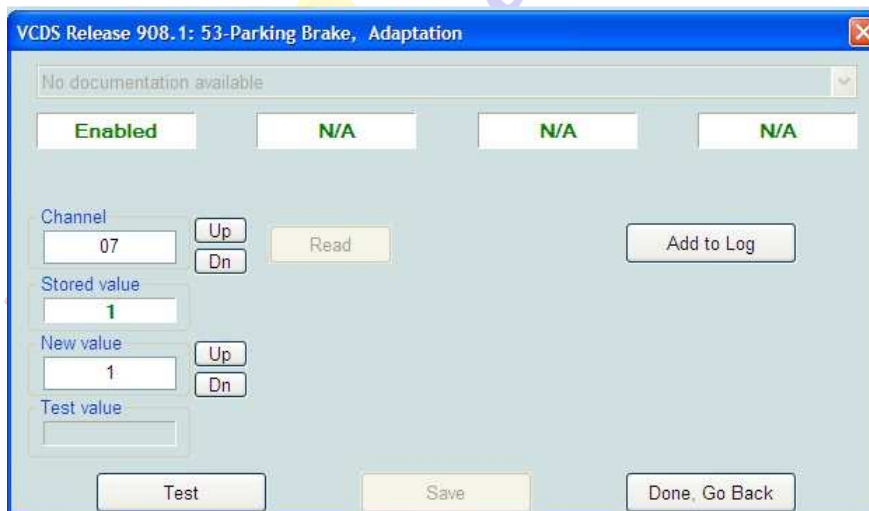 VCDS Release 908.1: 53-Parking Brake, Adaptation
No documentation available
Enabled N/A N/A N/A
Channel
07 Up Read Add to Log
Dn
Stored value
1
New value
1 Up
Dn
Test value
Test Save Done, Go Back